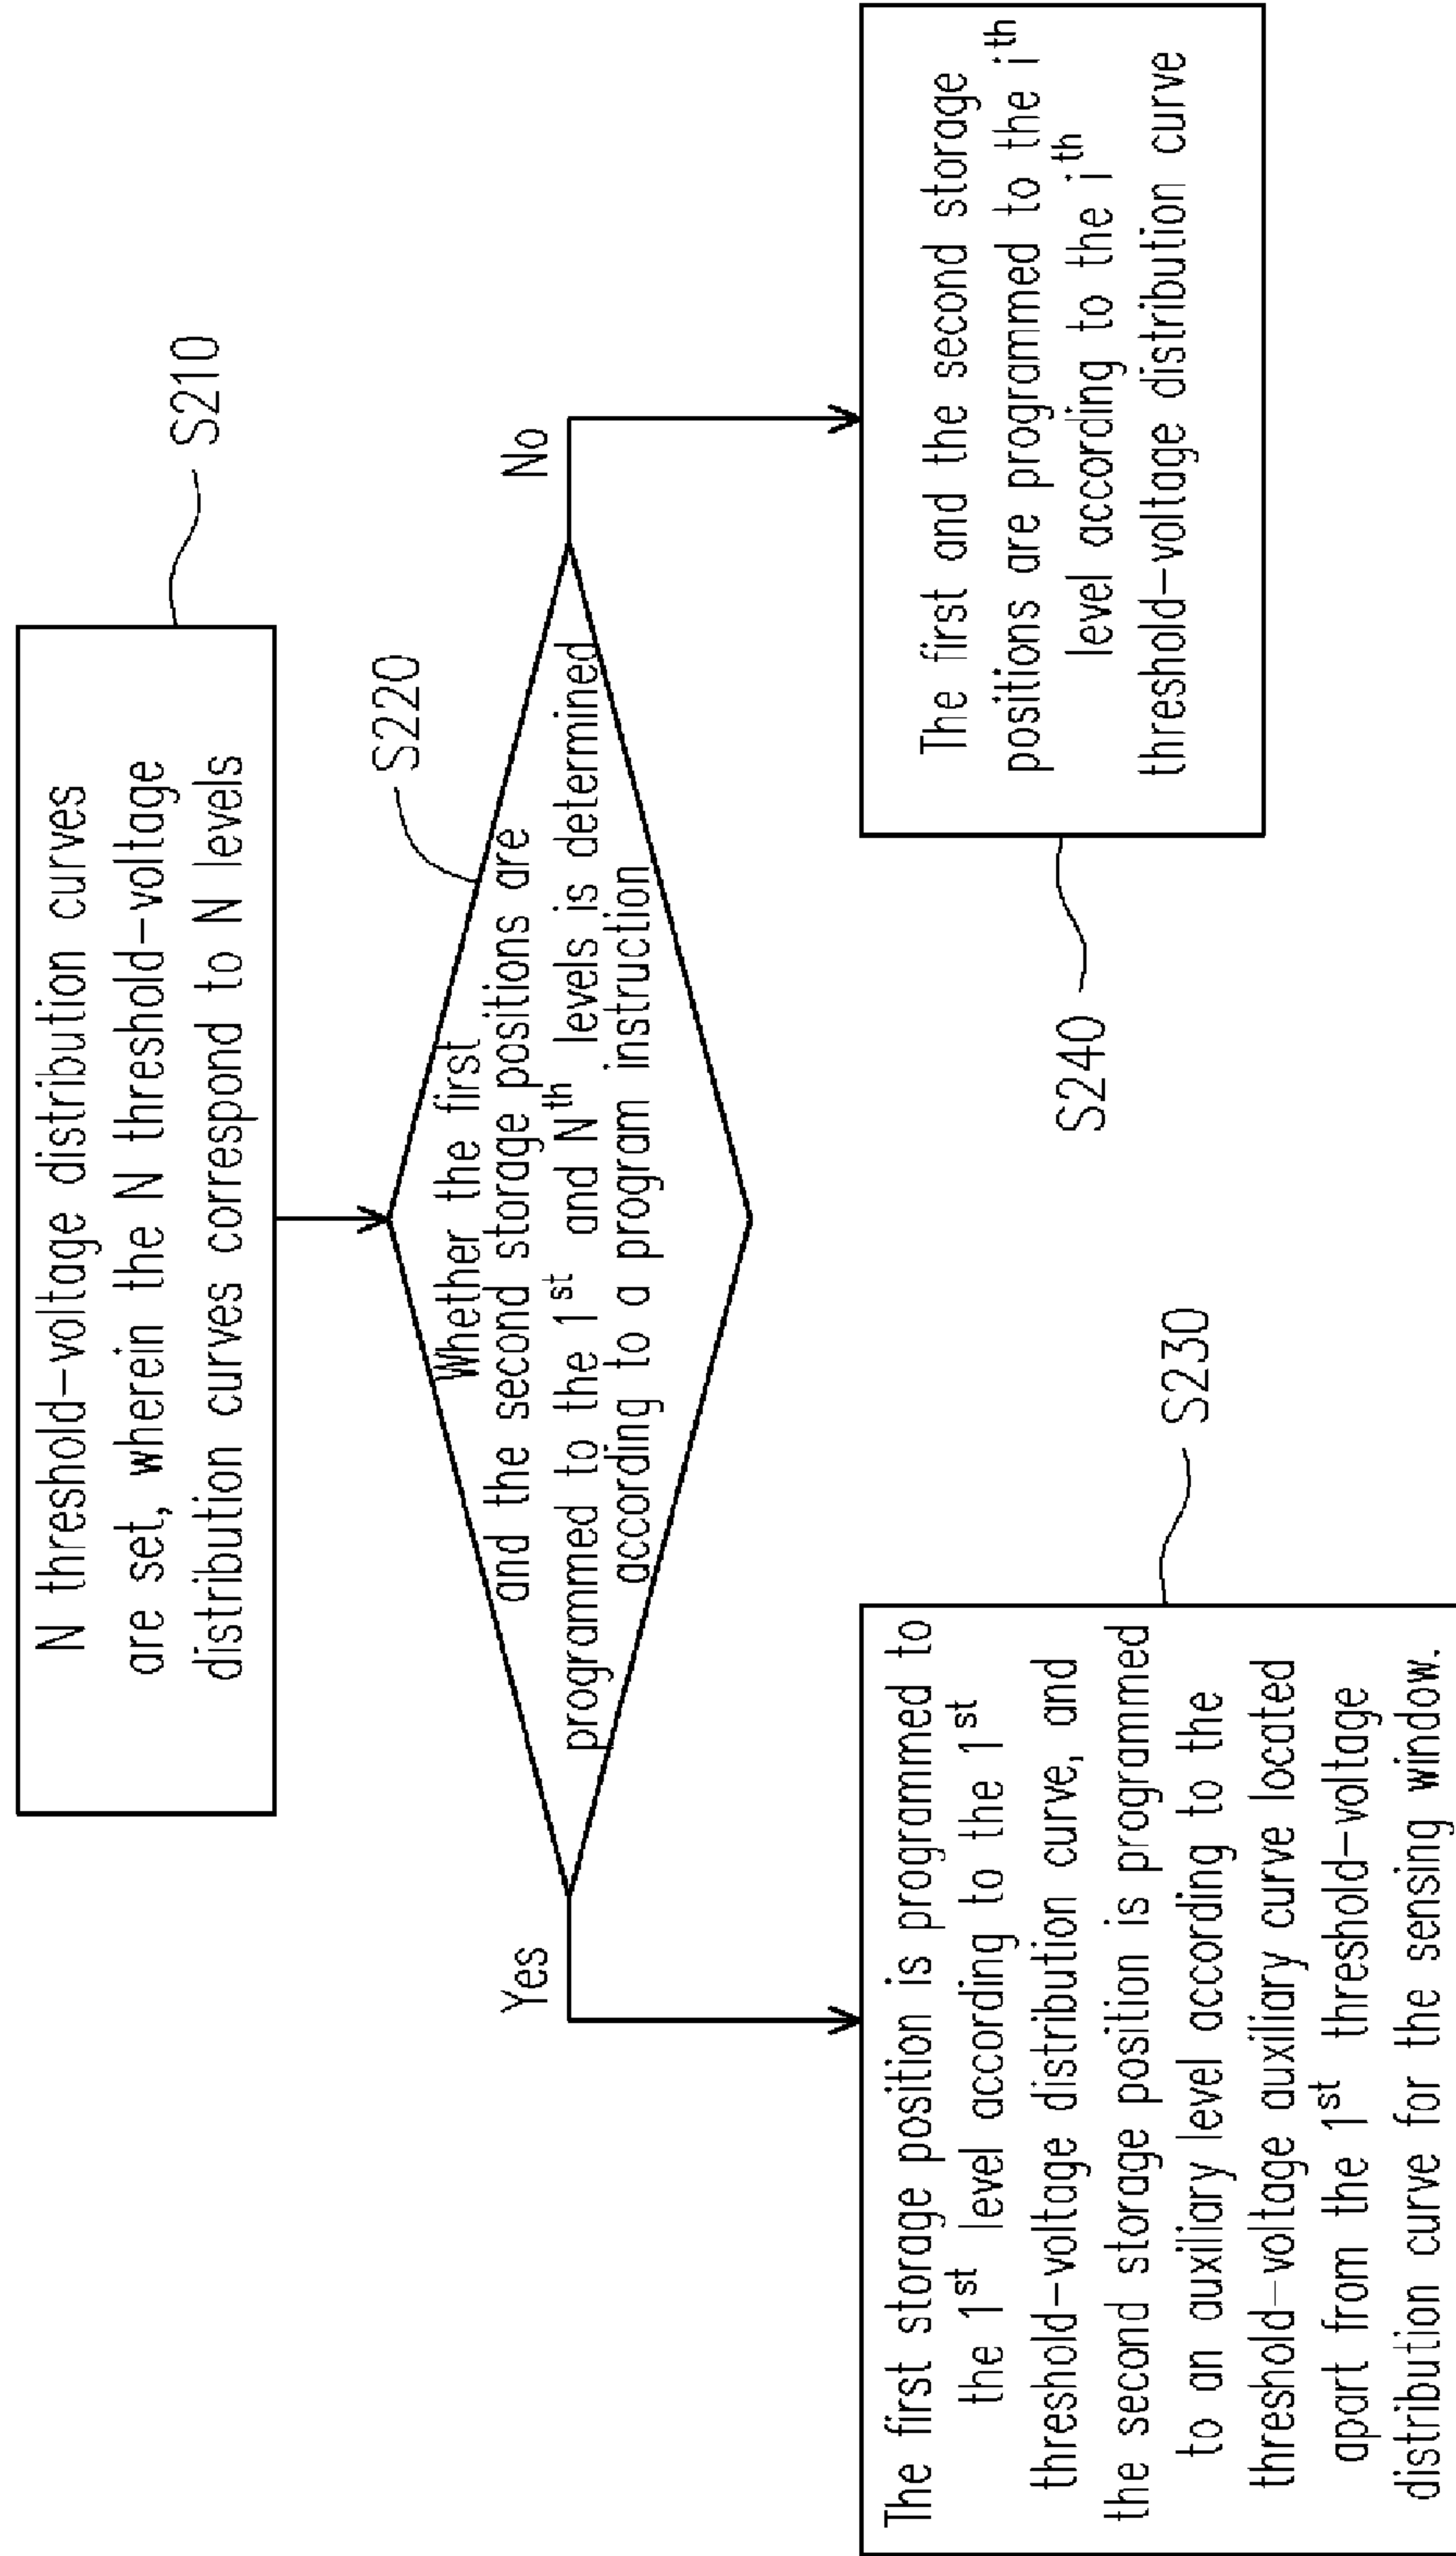 N threshold-voltage distribution curves
are set, wherein the N threshold-voltage
distribution curves correspond to N levels
S210
Whether the first
and the second storage positions are
programmed to the 1st and Nth levels is determined
according to a program instruction
S220
Yes
No
The first storage position is programmed to
the 1st level according to the 1st
threshold-voltage distribution curve, and
the second storage position is programmed
to an auxiliary level according to the
threshold-voltage auxiliary curve located
apart from the 1st threshold-voltage
distribution curve for the sensing window.
S230
The first and the second storage
positions are programmed to the ith
level according to the ith
threshold-voltage distribution curve
S240